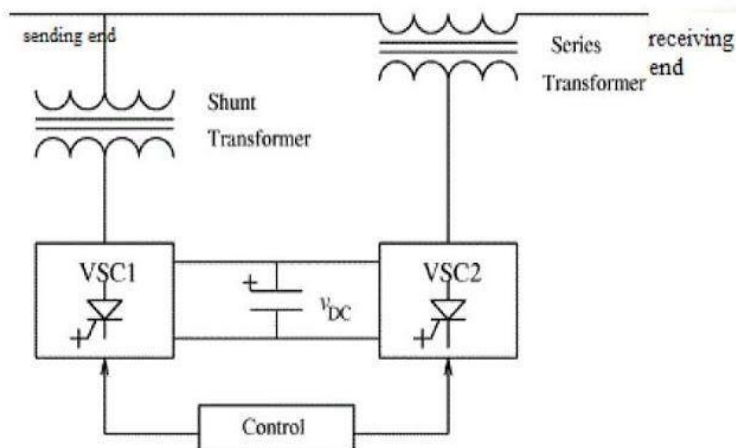 sending end
Series
Transformer
receiving
end
Shunt
Transformer
VSC1
VSC2
+
vDC
Control